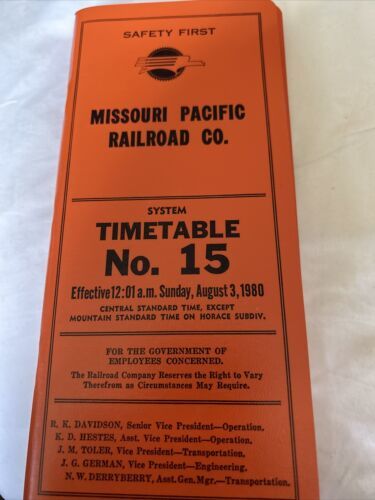 SAFETY FIRST
MISSOURI PACIFIC
RAILROAD CO.
SYSTEM
TIMETABLE
No. 15
Effective 12:01 a.m. Sunday, August 3, 1980
CENTRAL STANDARD TIME, EXCEPT
MOUNTAIN STANDARD TIME ON HORACE SUBDIV.
FOR THE GOVERNMENT OF
EMPLOYEES CONCERNED.
The Railroad Company Reserves the Right to Vary
Therefrom as Circumstances May Require.
R. K. DAVIDSON, Senior Vice President—Operation.
K. D. HESTES, Asst. Vice President—Operation.
J. M. TOLER, Vice President—Transportation.
J. G. GERMAN, Vice President—Engineering.
N. W. DERRYBERRY, Asst. Gen. Mgr.—Transportation.